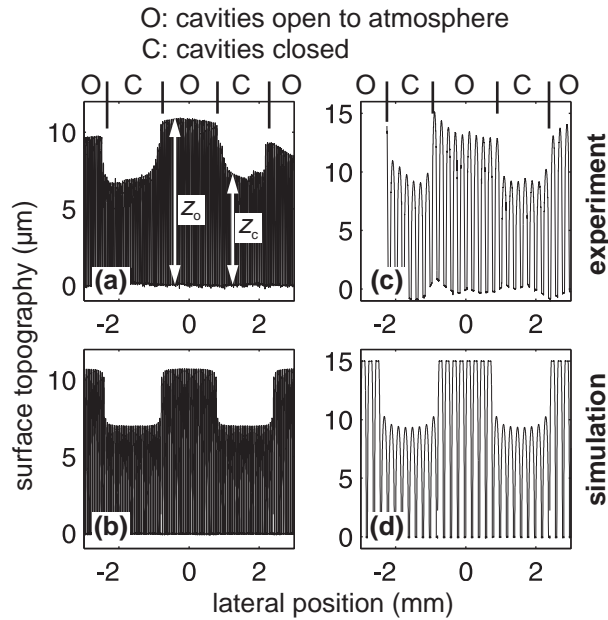 O: cavities open to atmosphere
C: cavities closed
O C O C O
C O C O
10
5
0
zo
zc
(a)
-2 0 2
15
10
5
0
(c)
-2 0 2
experiment
surface topography (µm)
10
5
0
(b)
-2 0 2
15
10
5
0
(d)
-2 0 2
simulation
lateral position (mm)